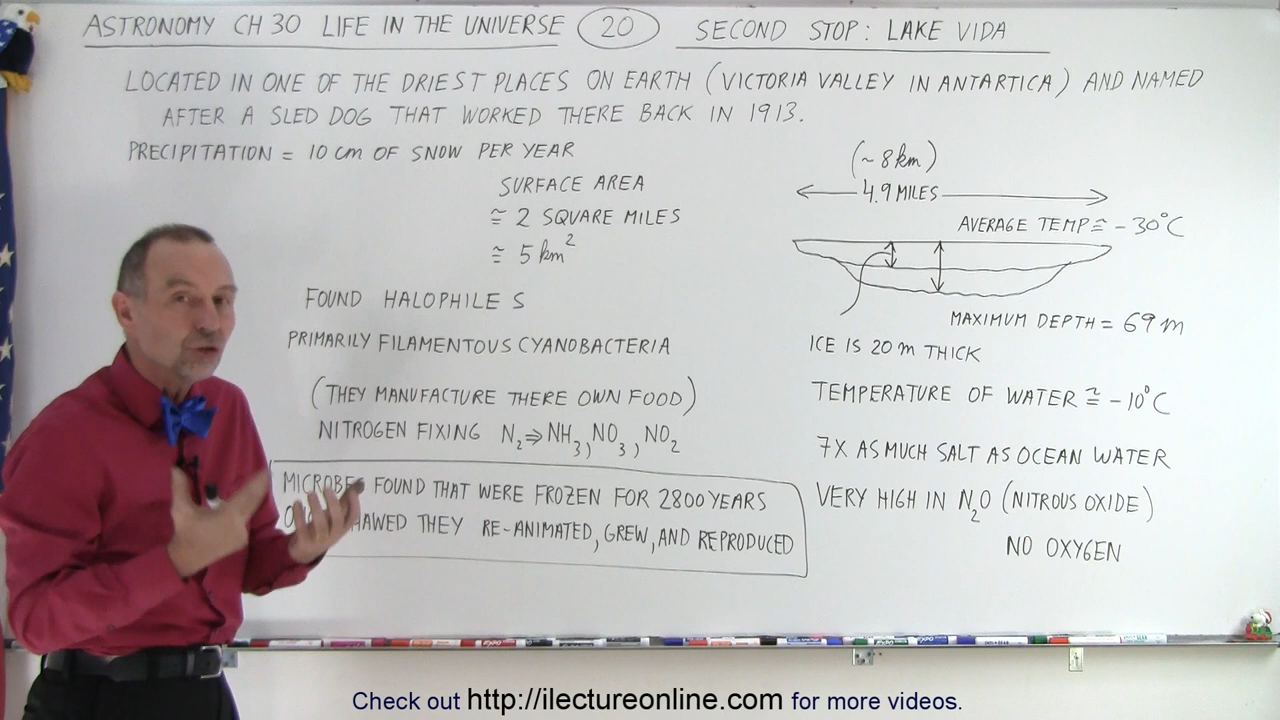 ASTRONOMY CH 30 LIFE IN THE UNIVERSE 20 SECOND STOP: LAKE VIDA
LOCATED IN ONE OF THE DRIEST PLACES ON EARTH (VICTORIA VALLEY IN ANTARTICA) AND NAMED
AFTER A SLED DOG THAT WORKED THERE BACK IN 1913.
PRECIPITATION = 10 cm OF SNOW PER YEAR
SURFACE AREA
≅ 2 SQUARE MILES
≅ 5 km²
(~8km)
4.9 MILES
AVERAGE TEMP ≅ -30°C
MAXIMUM DEPTH = 69 m
ICE IS 20 m THICK
TEMPERATURE OF WATER ≅ -10°C
7X AS MUCH SALT AS OCEAN WATER
VERY HIGH IN N₂O (NITROUS OXIDE)
NO OXYGEN
FOUND HALOPHILES
PRIMARILY FILAMENTOUS CYANOBACTERIA
(THEY MANUFACTURE THERE OWN FOOD)
NITROGEN FIXING N₂⇒NH₃, NO₃, NO₂
MICROBES FOUND THAT WERE FROZEN FOR 2800 YEARS
THEY RE-ANIMATED, GREW, AND REPRODUCED
Check out http://ilectureonline.com for more videos.